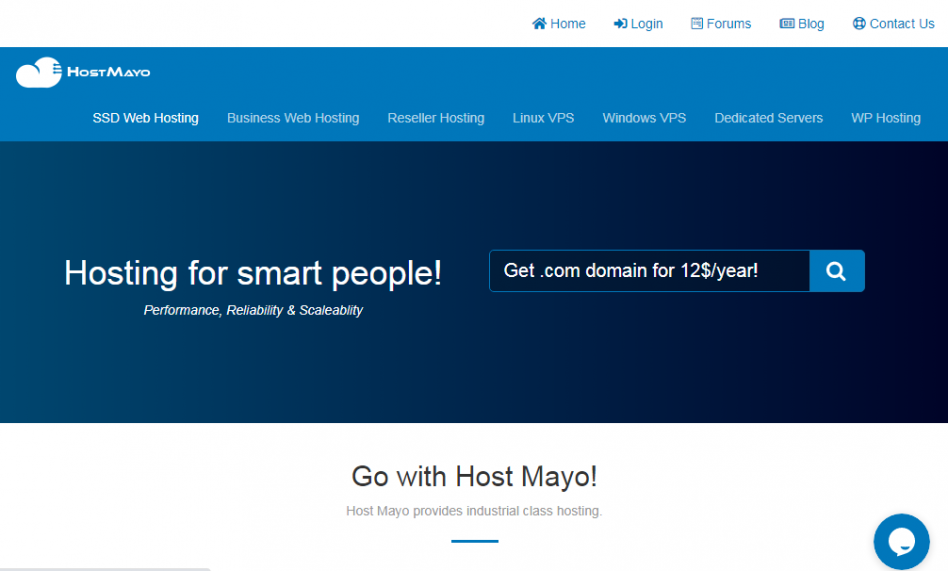 Home Login Forums Blog Contact Us
HostMayo
SSD Web Hosting Business Web Hosting Reseller Hosting Linux VPS Windows VPS Dedicated Servers WP Hosting
Hosting for smart people!
Get .com domain for 12$/year!
Performance, Reliability & Scaleablity
Go with Host Mayo!
Host Mayo provides industrial class hosting.